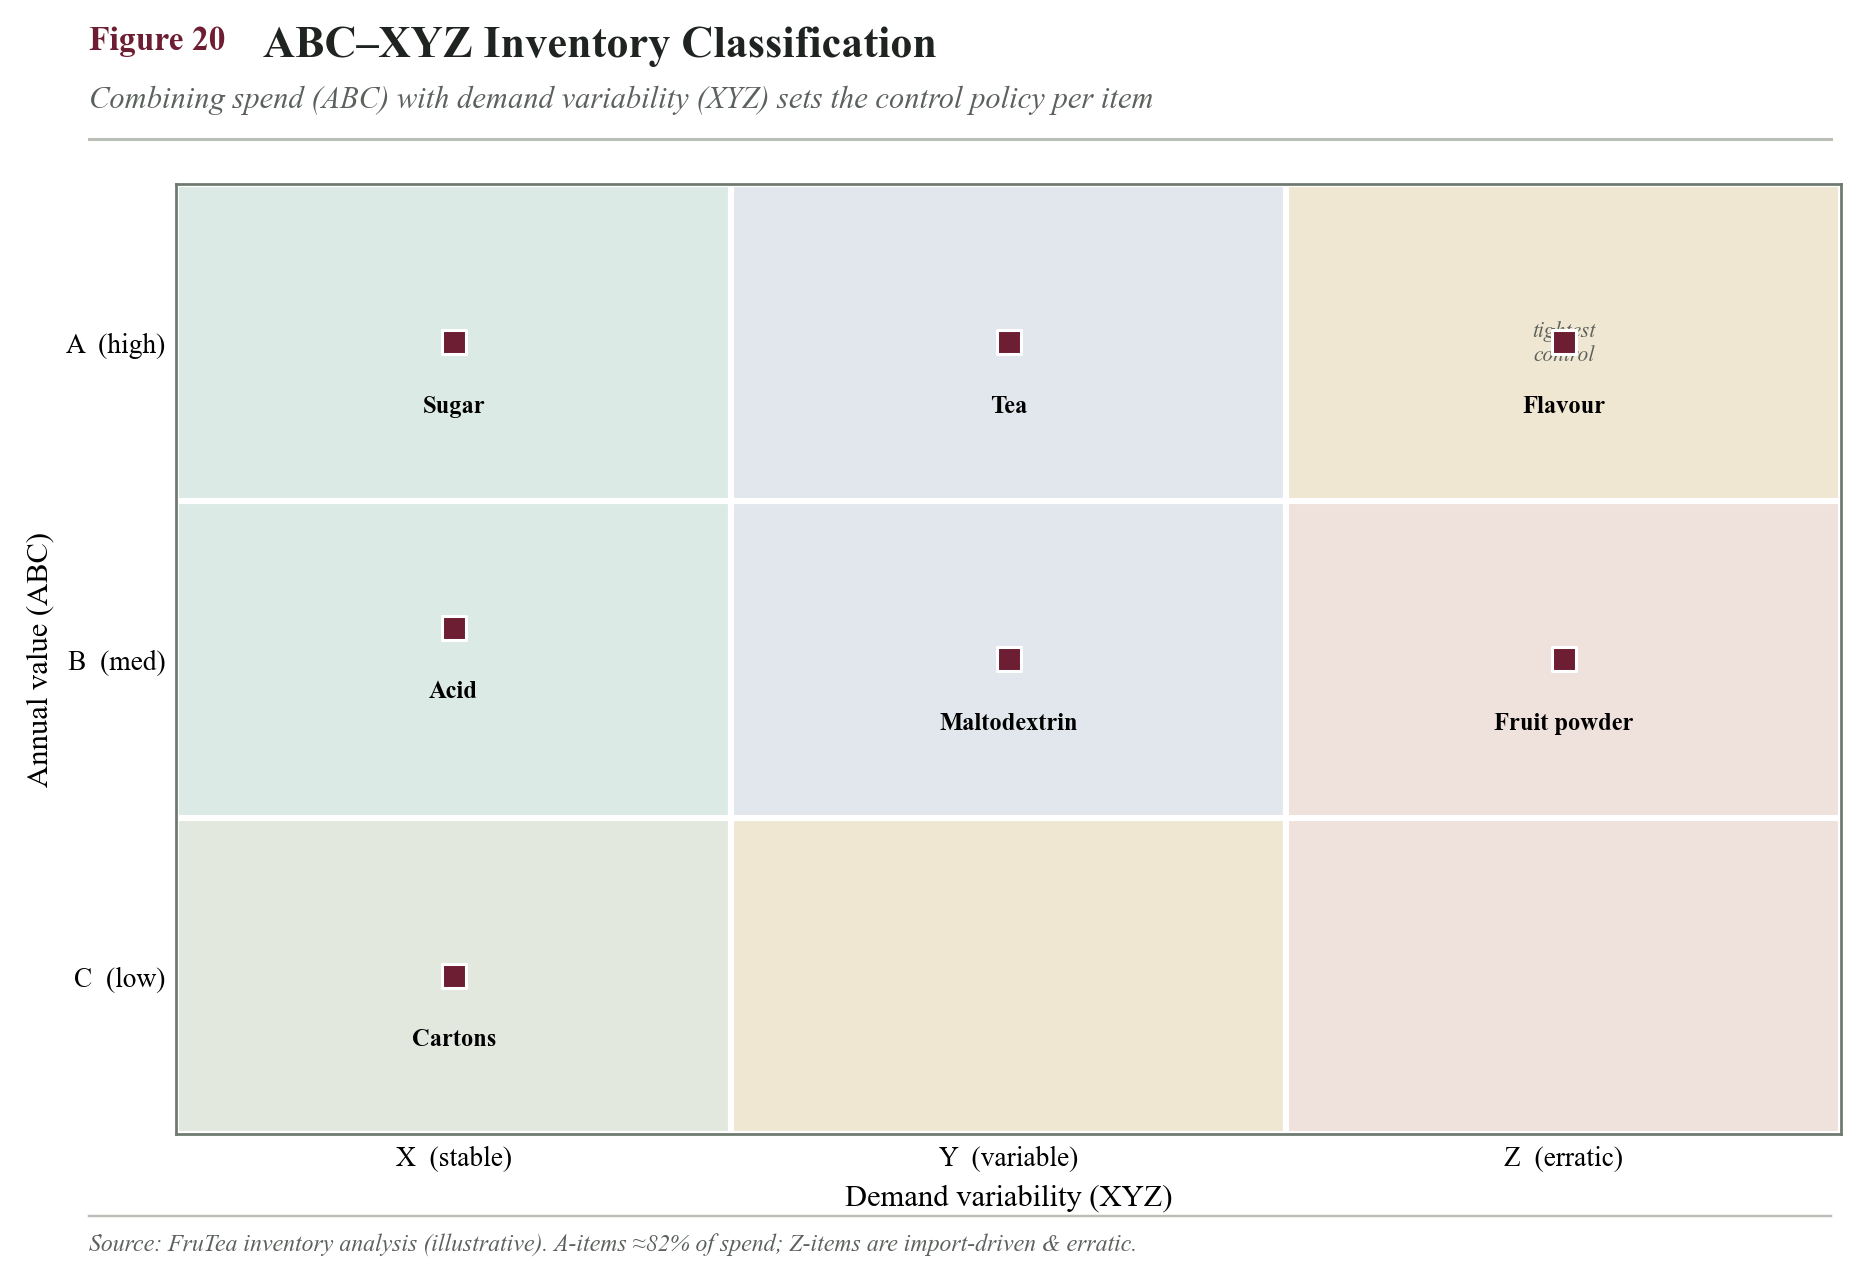 Figure 20 ABC–XYZ Inventory Classification
Combining spend (ABC) with demand variability (XYZ) sets the control policy per item
Annual value (ABC)
A (high)
Sugar
Tea
tightest
control
Flavour
B (med)
Acid
Maltodextrin
Fruit powder
C (low)
Cartons
X (stable)
Y (variable)
Z (erratic)
Demand variability (XYZ)
Source: FruTea inventory analysis (illustrative). A-items ≈82% of spend; Z-items are import-driven & erratic.